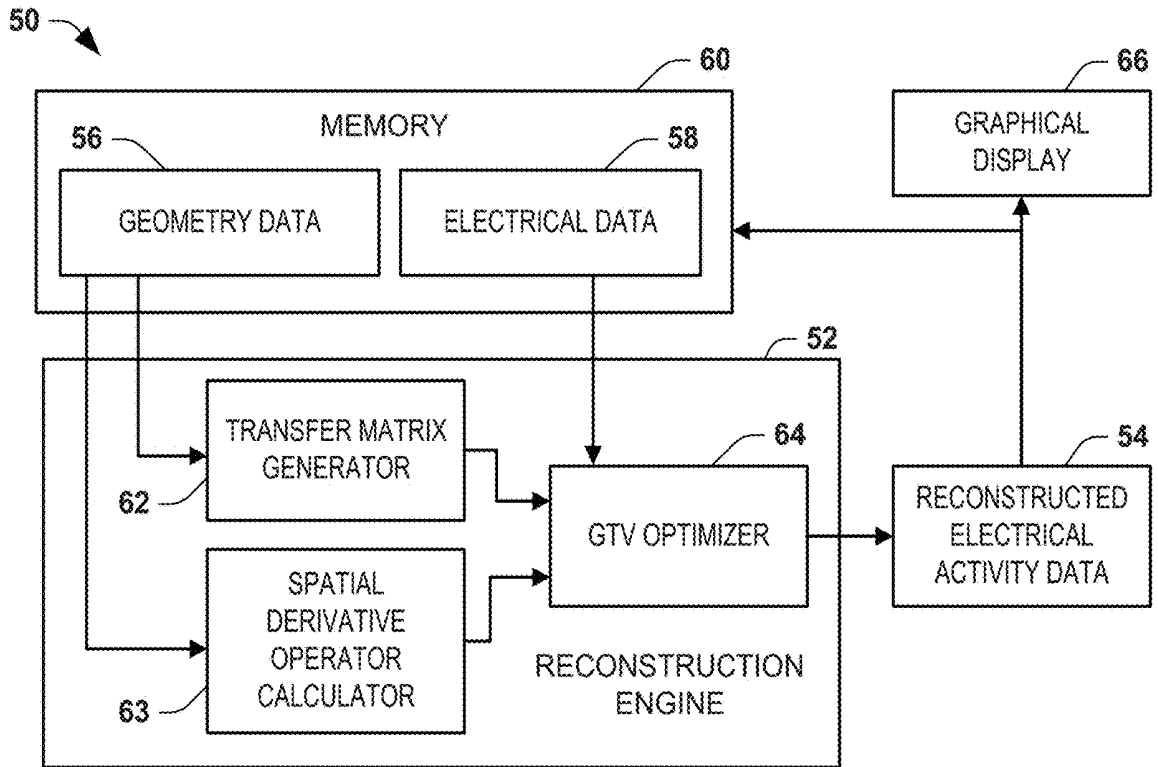 50
60
66
MEMORY
GRAPHICAL
DISPLAY
56
58
GEOMETRY DATA
ELECTRICAL DATA
52
TRANSFER MATRIX
GENERATOR
62
64
GTV OPTIMIZER
54
RECONSTRUCTED
ELECTRICAL
ACTIVITY DATA
SPATIAL
DERIVATIVE
OPERATOR
CALCULATOR
63
RECONSTRUCTION
ENGINE